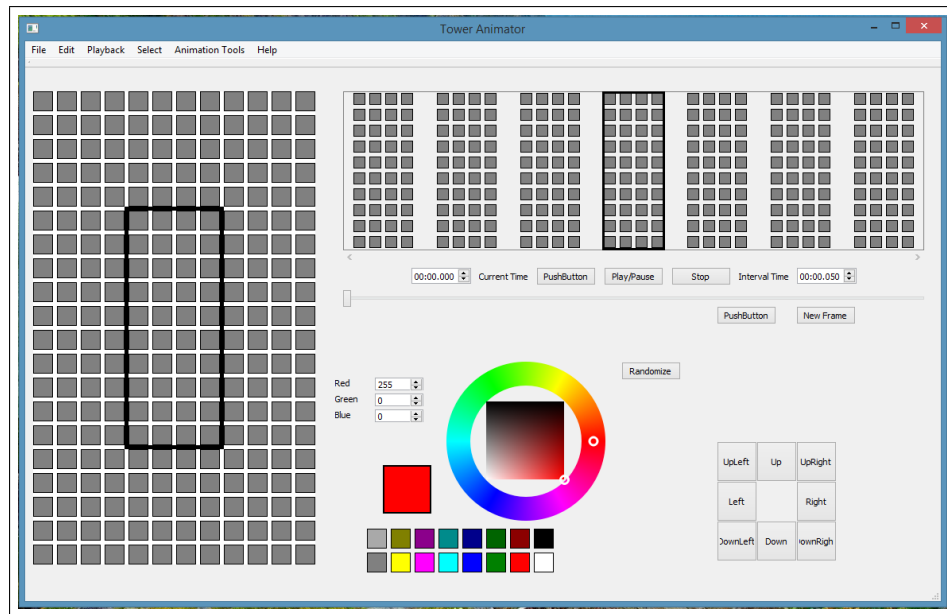 Tower Animator
File Edit Playback Select Animation Tools Help
00:00.000 Current Time PushButton Play/Pause Stop Interval Time 00:00.050
PushButton New Frame
Randomize
Red 255
Green 0
Blue 0
UpLeft Up UpRight
Left Right
DownLeft Down ownRigh